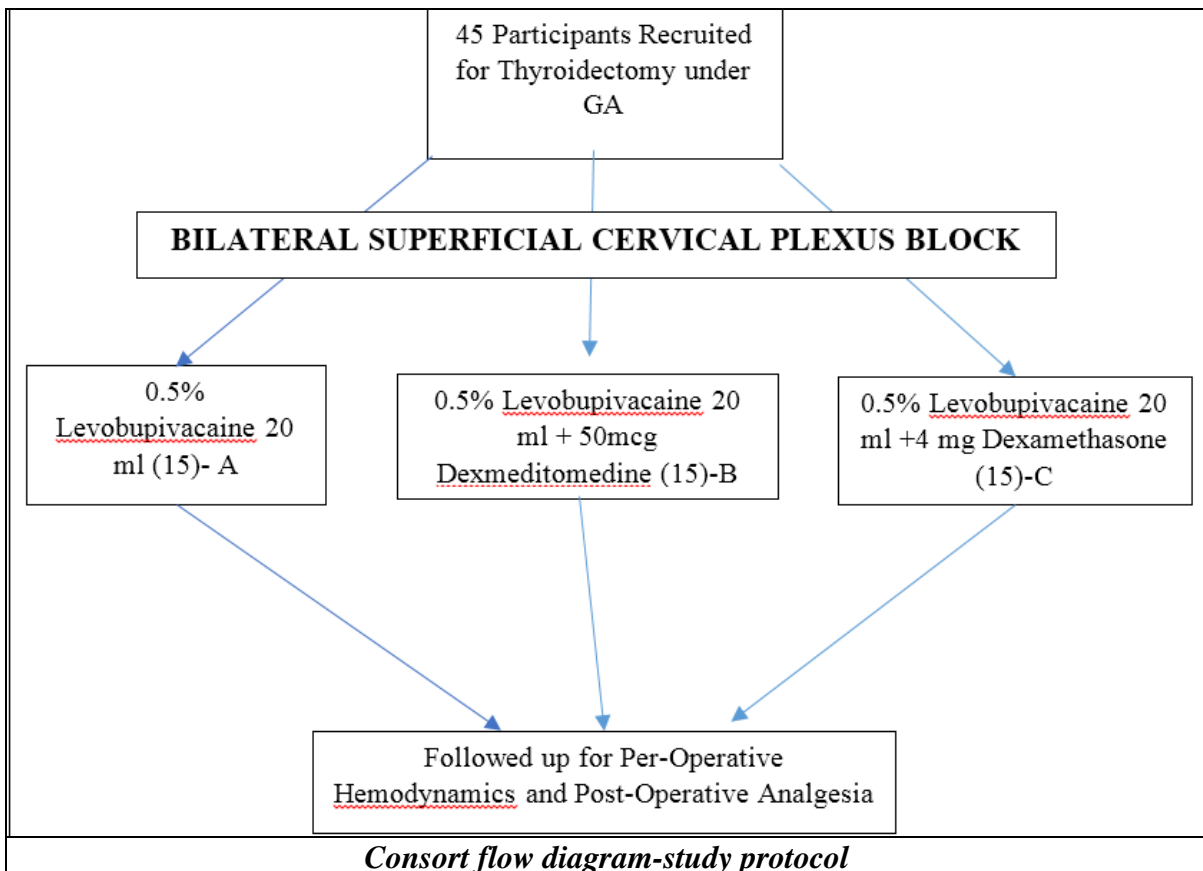 45 Participants Recruited
for Thyroidectomy under
GA
BILATERAL SUPERFICIAL CERVICAL PLEXUS BLOCK
0.5%
Levobupivacaine 20
ml (15)- A
0.5% Levobupivacaine 20
ml + 50mcg
Dexmeditomedine (15)-B
0.5% Levobupivacaine 20
ml +4 mg Dexamethasone
(15)-C
Followed up for Per-Operative
Hemodynamics and Post-Operative Analgesia
Consort flow diagram-study protocol